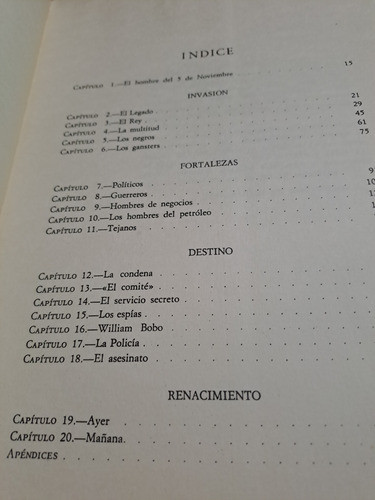 INDICE
CAPÍTULO 1.—El hombre del 5 de Noviembre . . . . . . . . 15
INVASION
CAPÍTULO 2.—El Legado . . . . . . . . 21
CAPÍTULO 3.—El Rey . . . . . . . . 29
CAPÍTULO 4.—La multitud . . . . . . . . 45
CAPÍTULO 5.—Los negros . . . . . . . . 61
CAPÍTULO 6.—Los gansters . . . . . . . . 75
FORTALEZAS
CAPÍTULO 7.—Políticos . . . . . . . .
CAPÍTULO 8.—Guerreros . . . . . . . .
CAPÍTULO 9.—Hombres de negocios . . . . . . . .
CAPÍTULO 10.—Los hombres del petróleo . . . . . . . .
CAPÍTULO 11.—Tejanos . . . . . . . .
DESTINO
CAPÍTULO 12.—La condena . . . . . . . .
CAPÍTULO 13.—«El comité» . . . . . . . .
CAPÍTULO 14.—El servicio secreto . . . . . . . .
CAPÍTULO 15.—Los espías . . . . . . . .
CAPÍTULO 16.—William Bobo . . . . . . . .
CAPÍTULO 17.—La Policía . . . . . . . .
CAPÍTULO 18.—El asesinato . . . . . . . .
RENACIMIENTO
CAPÍTULO 19.—Ayer . . . . . . . .
CAPÍTULO 20.—Mañana. . . . . . . . .
APÉNDICES . . . . . . . .